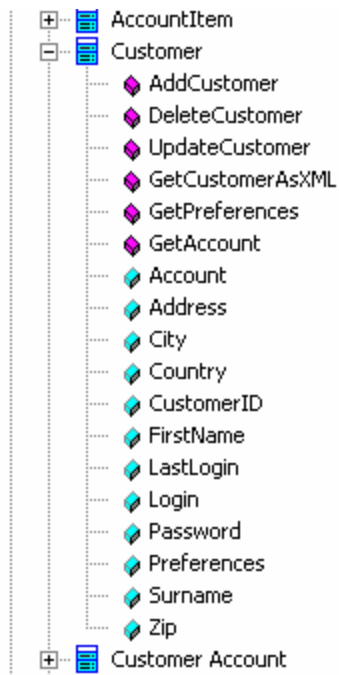 AccountItem
Customer
AddCustomer
DeleteCustomer
UpdateCustomer
GetCustomerAsXML
GetPreferences
GetAccount
Account
Address
City
Country
CustomerID
FirstName
LastLogin
Login
Password
Preferences
Surname
Zip
Customer Account